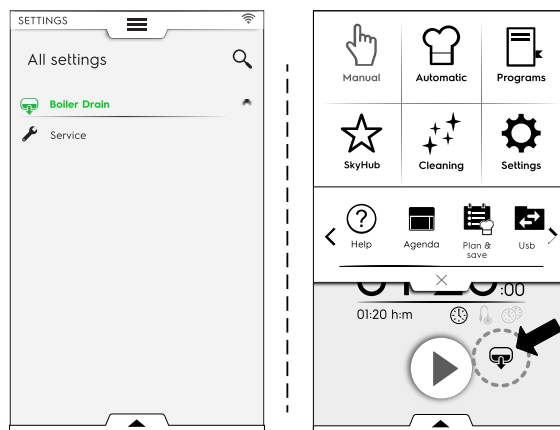 SETTINGS
All settings
Boiler Drain
Service
Manual Automatic Programs
SkyHub Cleaning Settings
Help Agenda Plan & save Usb
:00
01:20 h:m